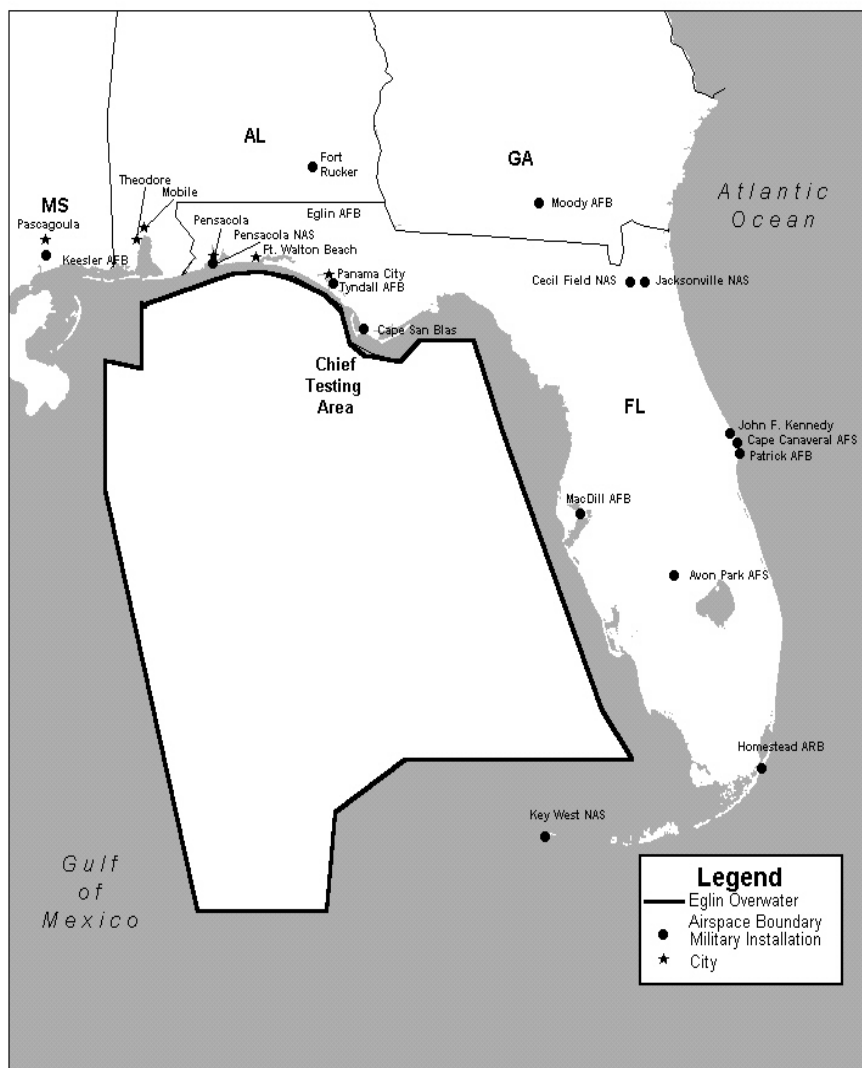 AL
Fort
Rucker
GA
Theodore
Mobile
MS
Moody AFB
Atlantic
Ocean
Eglin AFB
Pensacola
Pascagoula
Pensacola NAS
Ft. Walton Beach
Keesler AFB
Panama City
Tyndall AFB
Cecil Field NAS
Jacksonville NAS
Cape San Blas
Chief
Testing
Area
FL
John F. Kennedy
Cape Canaveral AFS
Patrick AFB
MacDill AFB
Avon Park AFS
Homestead ARB
Key West NAS
Gulf
of
Mexico
Legend
Eglin Overwater
Airspace Boundary
Military Installation
City